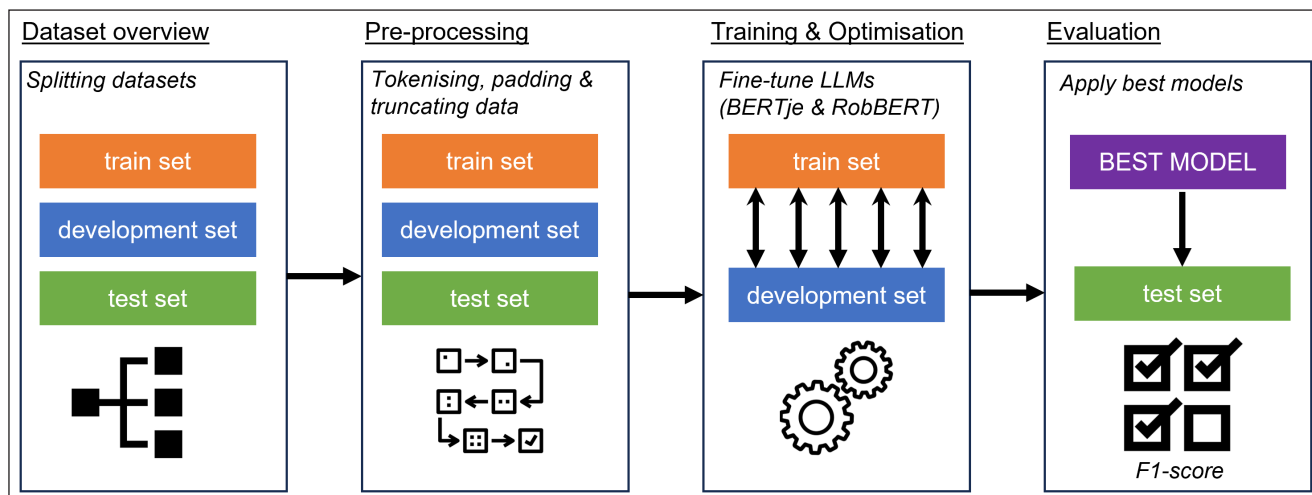 Dataset overview
Splitting datasets
train set
development set
test set
Pre-processing
Tokenising, padding &
truncating data
train set
development set
test set
Training & Optimisation
Fine-tune LLMs
(BERTje & RobBERT)
train set
development set
Evaluation
Apply best models
BEST MODEL
test set
F1-score